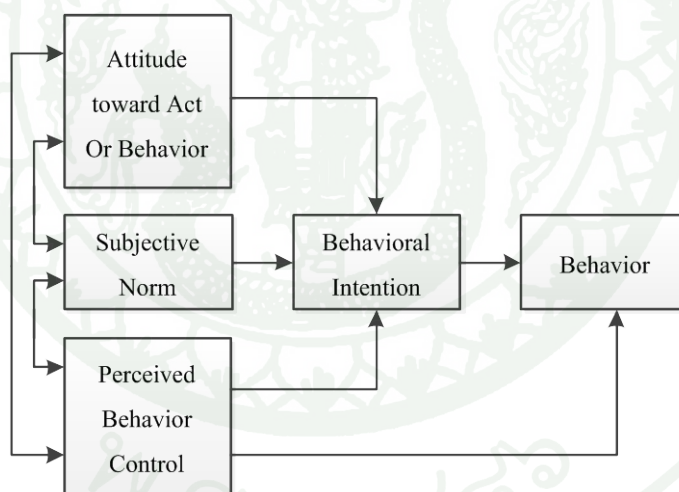 Attitude
toward Act
Or Behavior
Subjective
Norm
Behavioral
Intention
Behavior
Perceived
Behavior
Control